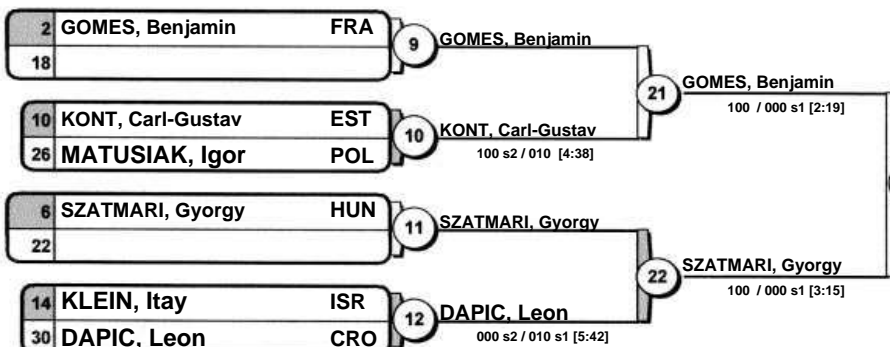 2 GOMES, Benjamin FRA
18
9
GOMES, Benjamin
10 KONT, Carl-Gustav EST
26 MATUSIAK, Igor POL
10
KONT, Carl-Gustav
100 s2 / 010 [4:38]
21
GOMES, Benjamin
100 / 000 s1 [2:19]
6 SZATMARI, Gyorgy HUN
22
11
SZATMARI, Gyorgy
14 KLEIN, Itay ISR
30 DAPIC, Leon CRO
12
DAPIC, Leon
000 s2 / 010 s1 [5:42]
22
SZATMARI, Gyorgy
100 / 000 s1 [3:15]